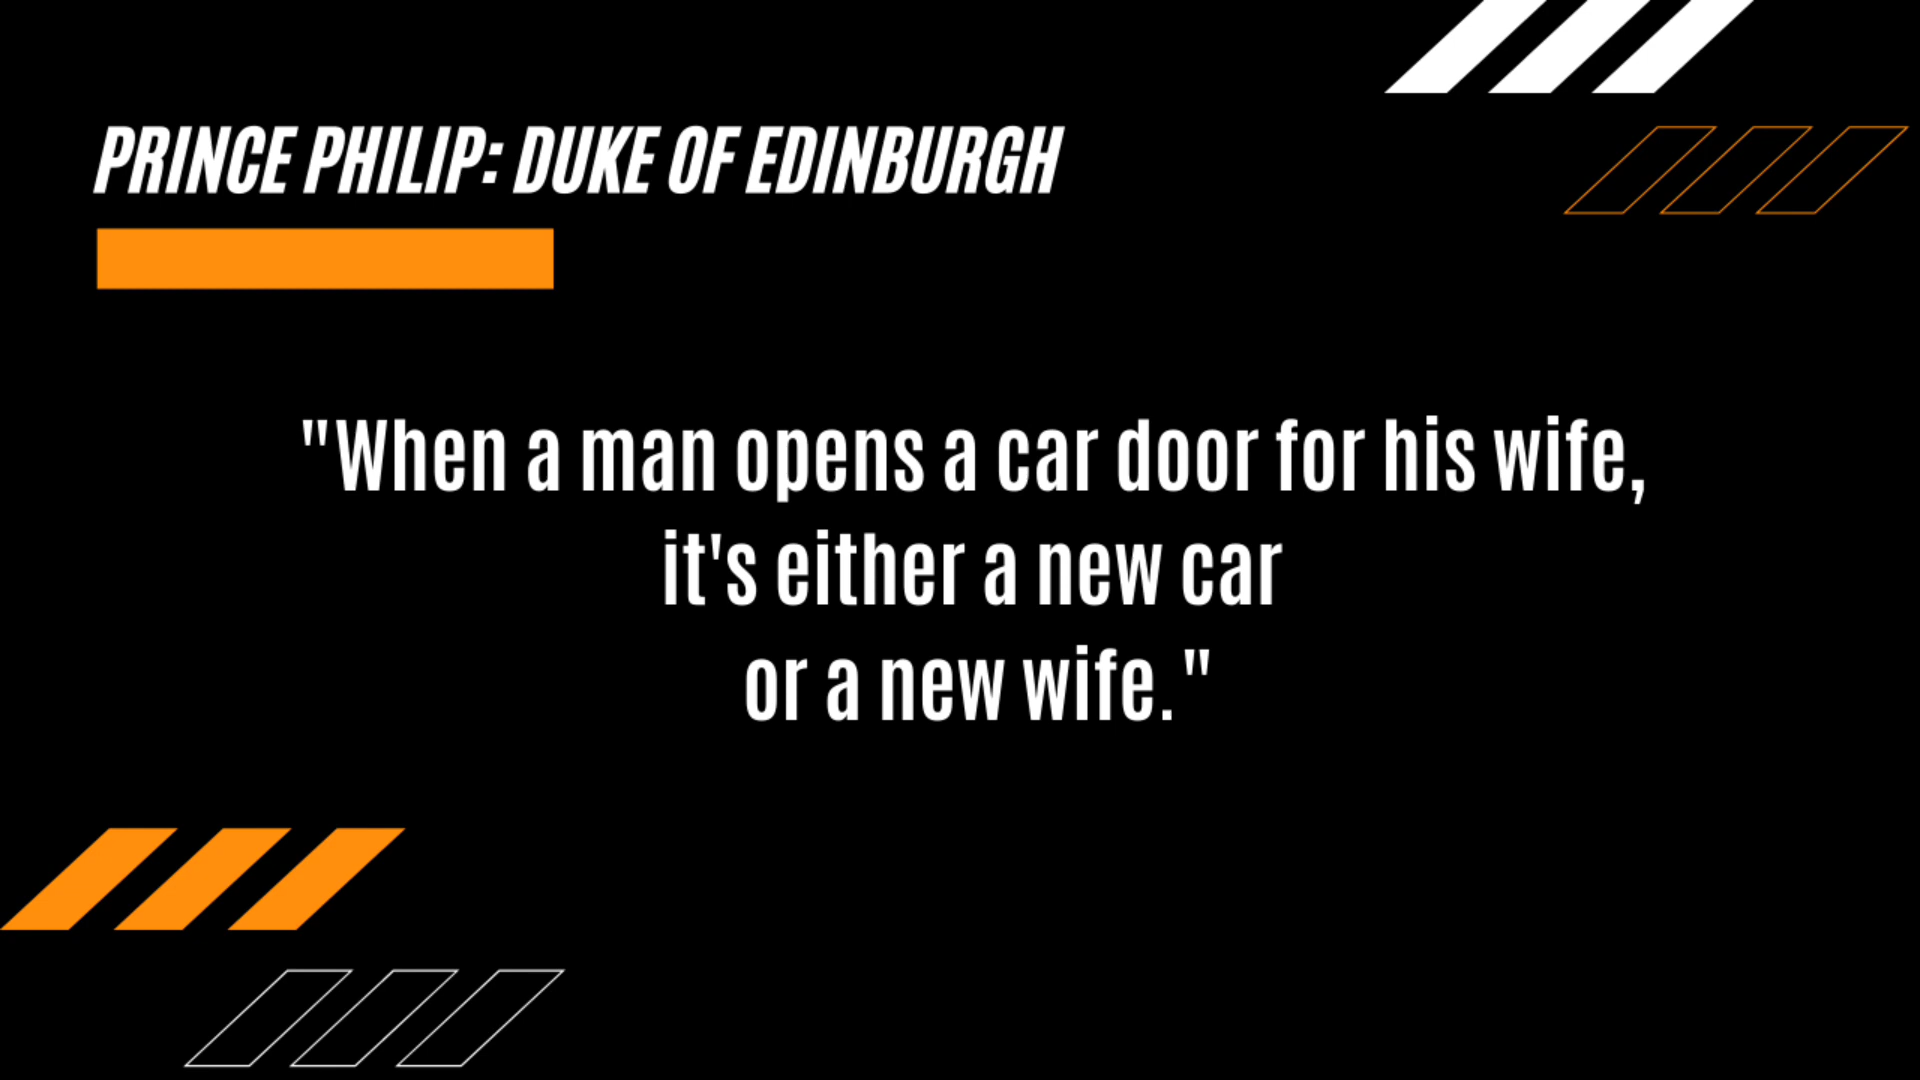 PRINCE PHILIP: DUKE OF EDINBURGH
"When a man opens a car door for his wife,
it's either a new car
or a new wife."